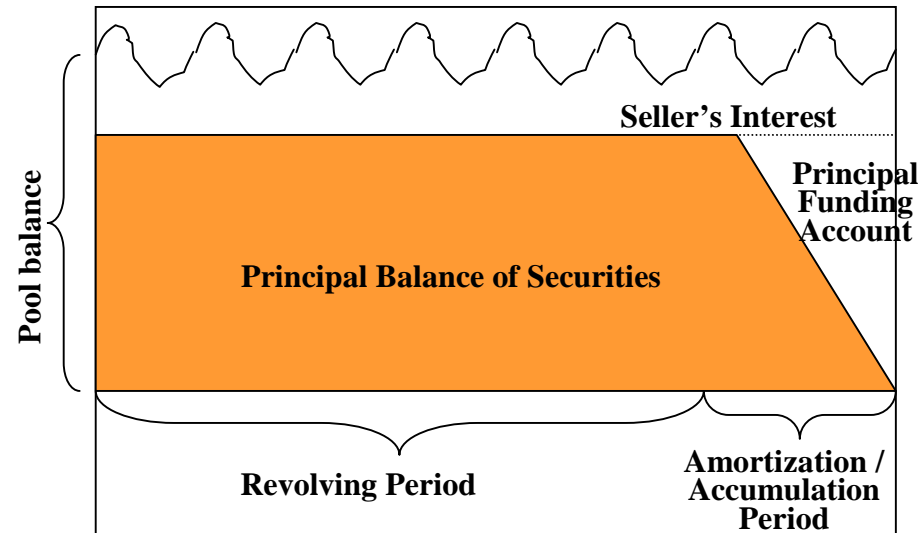 Seller’s Interest
Principal
Funding
Account
Pool balance
Principal Balance of Securities
Revolving Period
Amortization /
Accumulation
Period